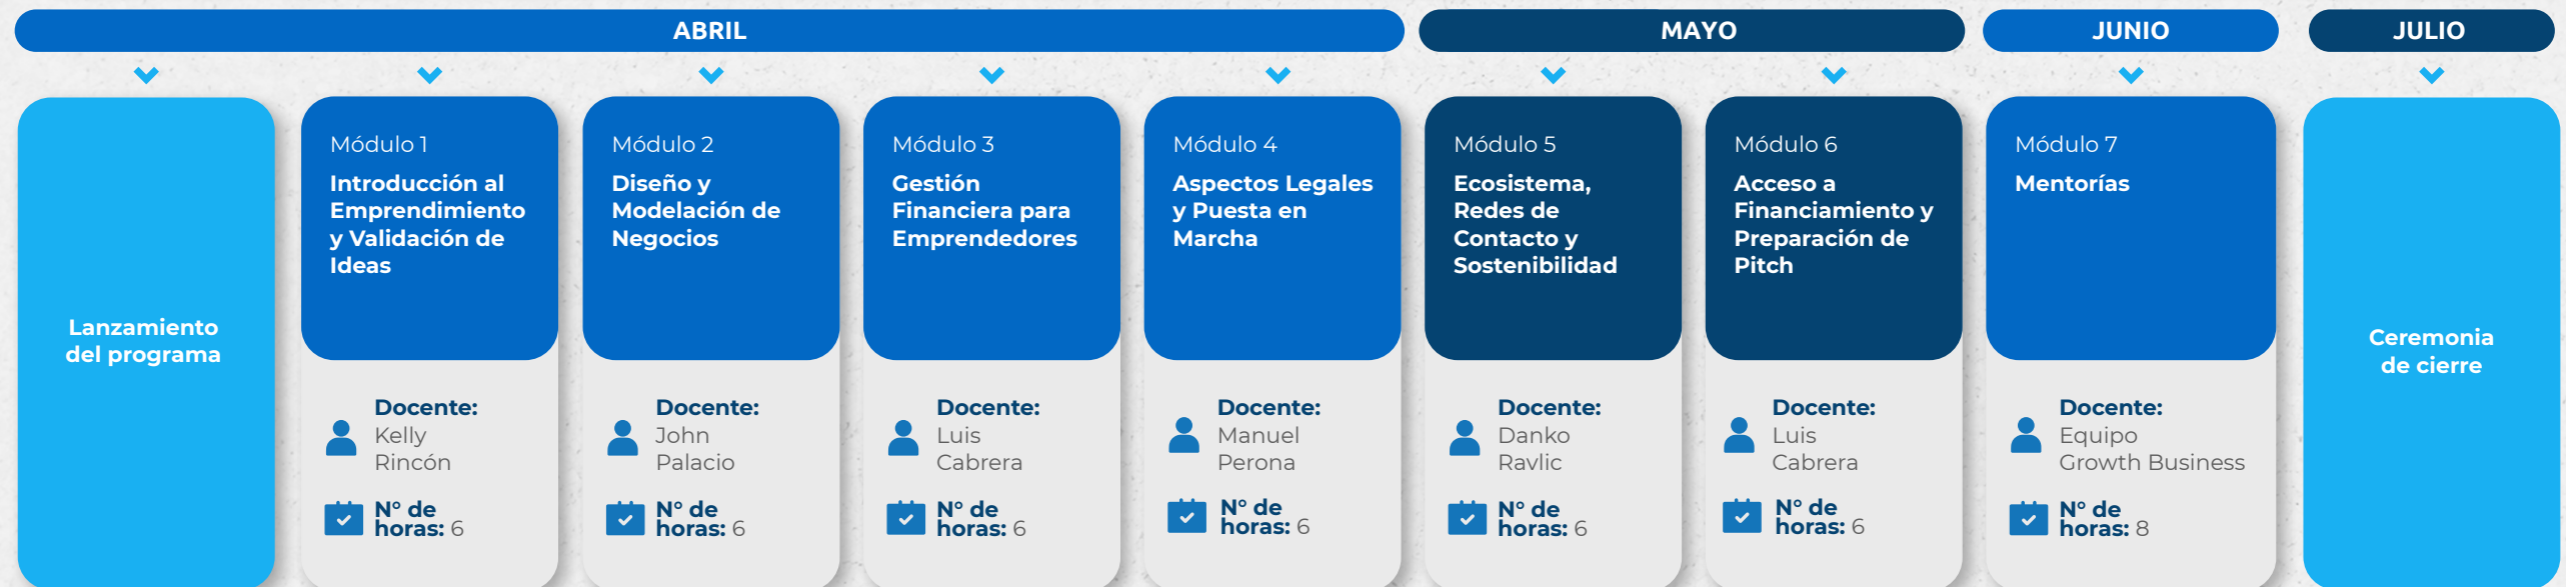 ABRIL
MAYO
JUNIO
JULIO
Lanzamiento
del programa
Módulo 1
Introducción al
Emprendimiento
y Validación de
Ideas
Docente:
Kelly
Rincón
N° de
horas: 6
Módulo 2
Diseño y
Modelación de
Negocios
Docente:
John
Palacio
N° de
horas: 6
Módulo 3
Gestión
Financiera para
Emprendedores
Docente:
Luis
Cabrera
N° de
horas: 6
Módulo 4
Aspectos Legales
y Puesta en
Marcha
Docente:
Manuel
Perona
N° de
horas: 6
Módulo 5
Ecosistema,
Redes de
Contacto y
Sostenibilidad
Docente:
Danko
Ravlic
N° de
horas: 6
Módulo 6
Acceso a
Financiamiento y
Preparación de
Pitch
Docente:
Luis
Cabrera
N° de
horas: 6
Módulo 7
Mentorías
Docente:
Equipo
Growth Business
N° de
horas: 8
Ceremonia
de cierre